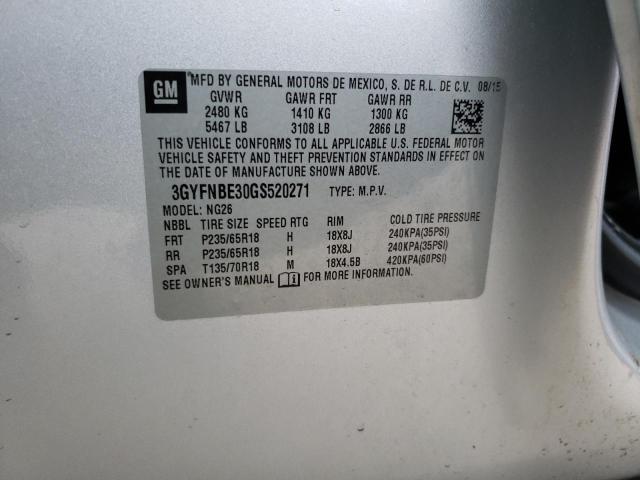 GM MFD BY GENERAL MOTORS DE MEXICO, S. DE R.L. DE C.V. 08/15
GVWR GAWR FRT GAWR RR
2480 KG 1410 KG 1300 KG
5467 LB 3108 LB 2866 LB
THIS VEHICLE CONFORMS TO ALL APPLICABLE U.S. FEDERAL MOTOR
VEHICLE SAFETY AND THEFT PREVENTION STANDARDS IN EFFECT ON
THE DATE OF MANUFACTURE SHOWN ABOVE.
3GYFNBE30GS520271 TYPE: M.P.V.
MODEL: NG26
NBBL TIRE SIZE SPEED RTG RIM COLD TIRE PRESSURE
FRT P235/65R18 H 18X8J 240KPA(35PSI)
RR P235/65R18 H 18X8J 240KPA(35PSI)
SPA T135/70R18 M 18X4.5B 420KPA(60PSI)
SEE OWNER'S MANUAL FOR MORE INFORMATION.